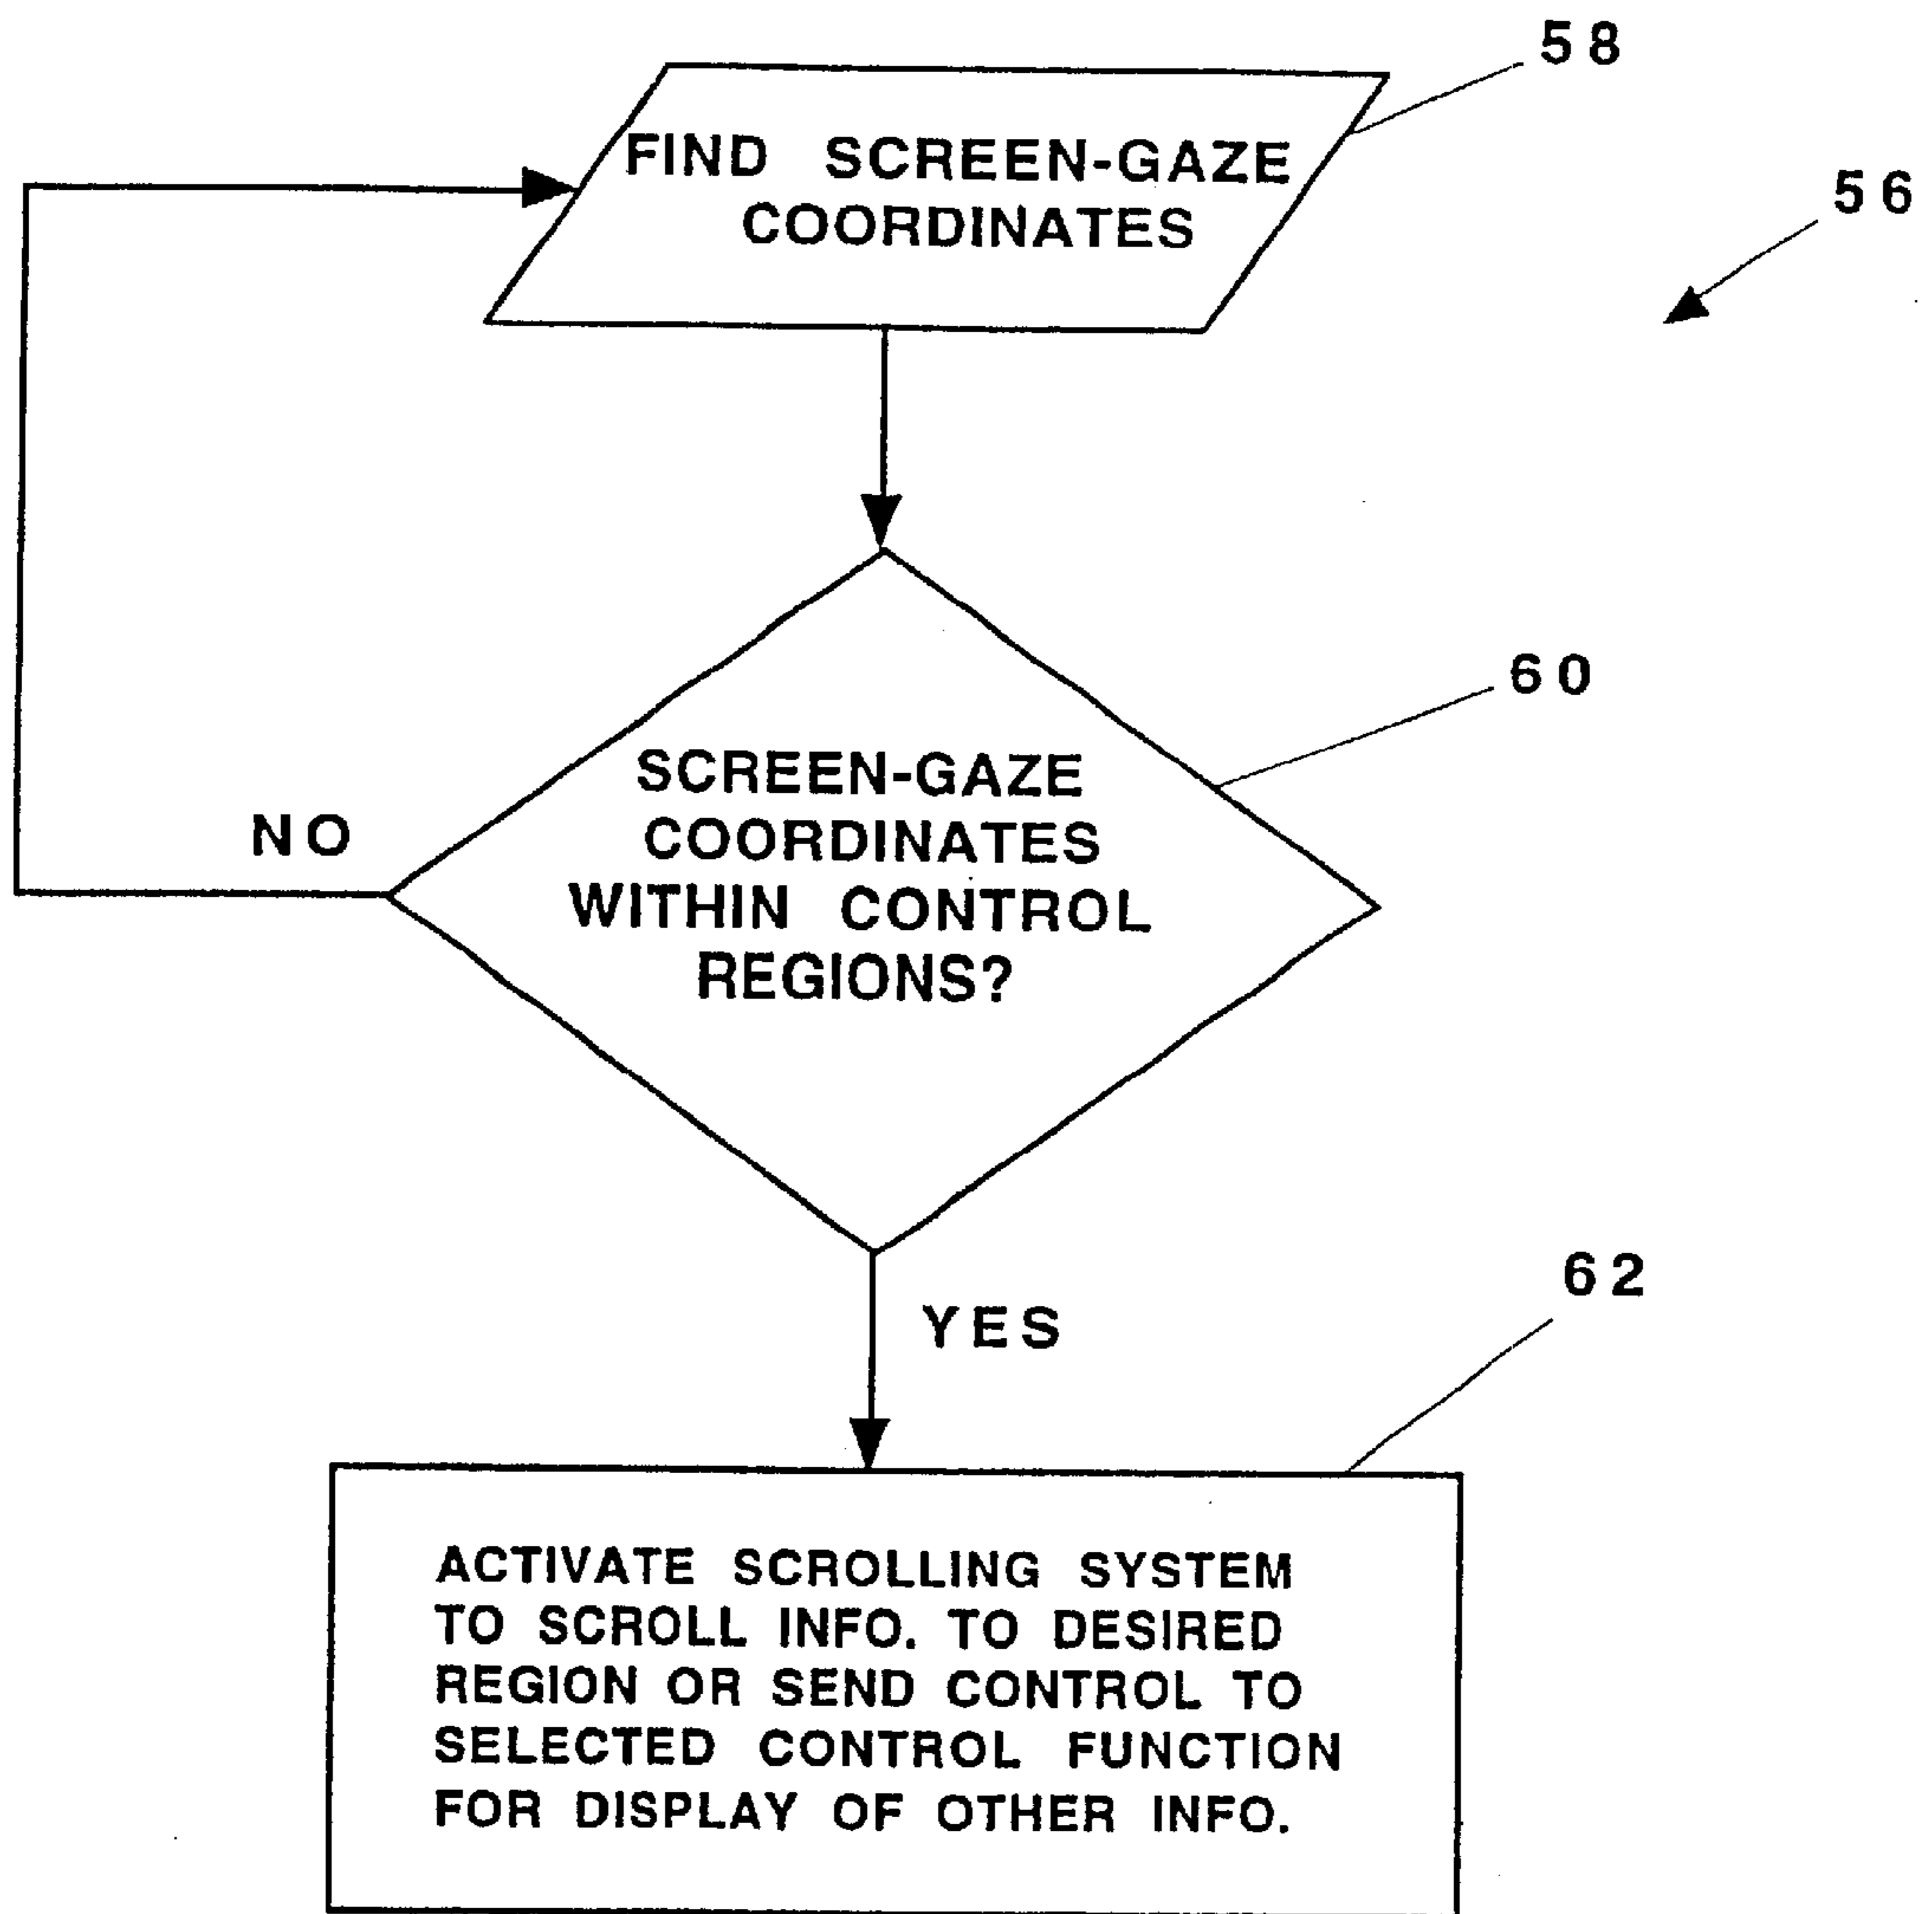 58
FIND SCREEN-GAZE
COORDINATES
56
60
SCREEN-GAZE
COORDINATES
WITHIN CONTROL
REGIONS?
NO
62
YES
ACTIVATE SCROLLING SYSTEM
TO SCROLL INFO. TO DESIRED
REGION OR SEND CONTROL TO
SELECTED CONTROL FUNCTION
FOR DISPLAY OF OTHER INFO.